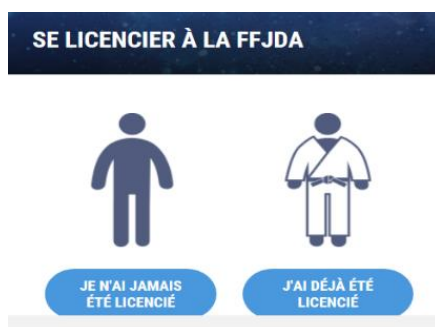 SE LICENCIER À LA FFJDA
JE N'AI JAMAIS
ÉTÉ LICENCIÉ
J'AI DÉJÀ ÉTÉ
LICENCIÉ